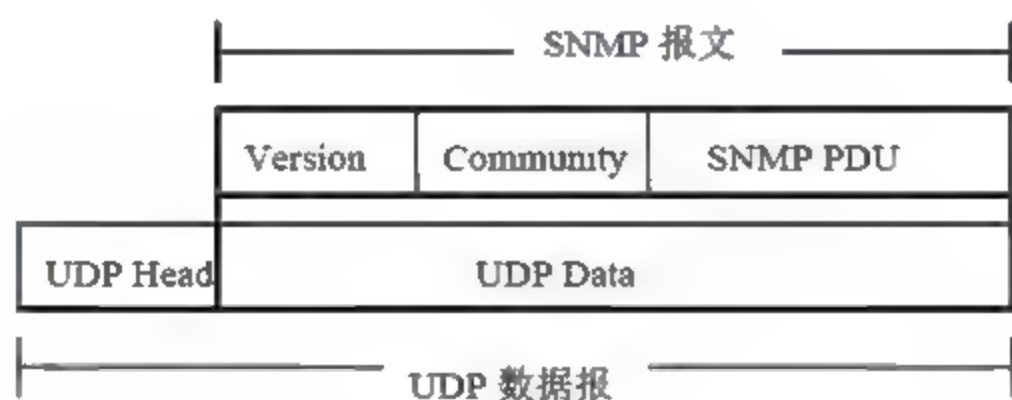 SNMP 报文
Version Community SNMP PDU
UDP Head UDP Data
UDP 数据报